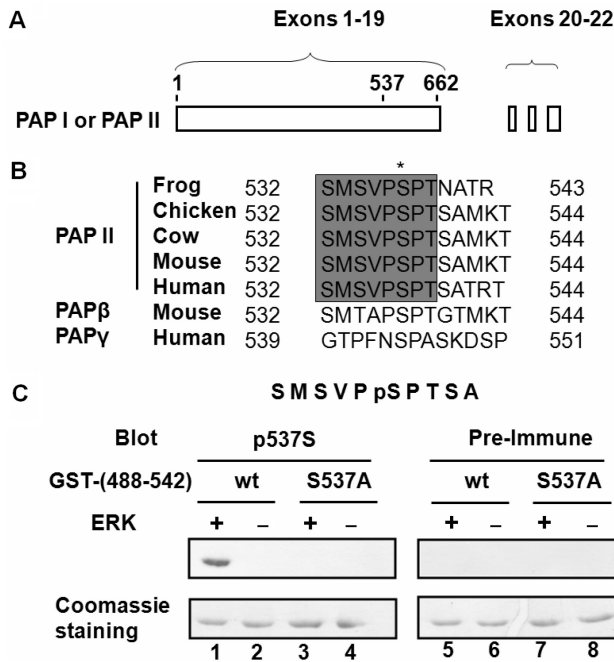 A
Exons 1-19 Exons 20-22
1 537 662
PAP I or PAP II
B
*
Frog 532 SMSVPSPTNATR 543
Chicken 532 SMSVPSPTSAMKT 544
PAP II
Cow 532 SMSVPSPTSAMKT 544
Mouse 532 SMSVPSPTSAMKT 544
Human 532 SMSVPSPTSATRT 544
PAPβ Mouse 532 SMTAPSPTGTMKT 544
PAPγ Human 539 GTPFNSPASKDSP 551
C
S M S V P pS P T S A
Blot p537S Pre-Immune
GST-(488-542) wt S537A wt S537A
ERK + – + – + – + –
Coomassie
staining
1 2 3 4 5 6 7 8